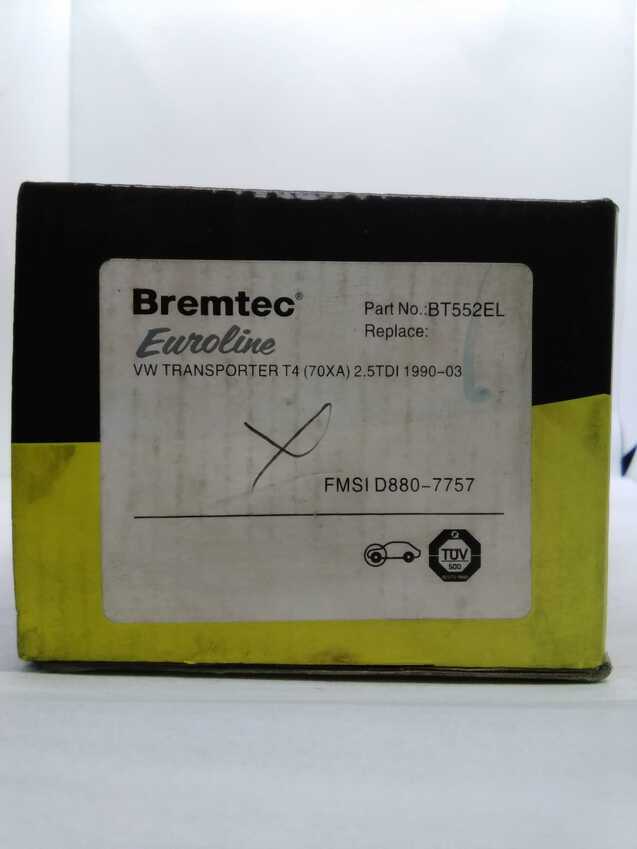 Bremtec®
Part No.:BT552EL
Euroline
Replace:
VW TRANSPORTER T4 (70XA) 2.5TDI 1990-03
FMSI D880-7757
TÜV